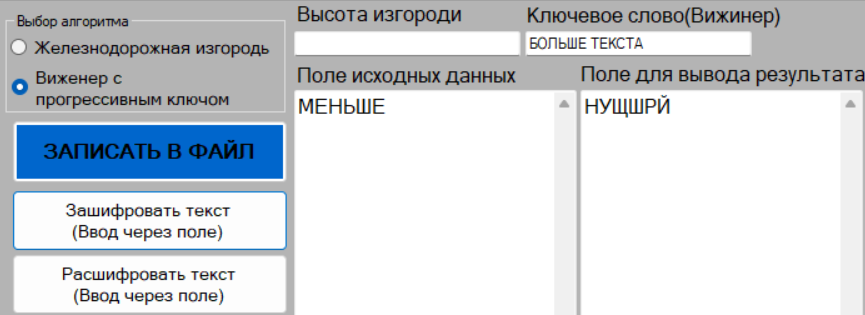 Выбор алгоритма
Железнодорожная изгородь
Виженер с
прогрессивным ключом
ЗАПИСАТЬ В ФАЙЛ
Зашифровать текст
(Ввод через поле)
Расшифровать текст
(Ввод через поле)
Высота изгороди
Ключевое слово(Вижинер)
БОЛЬШЕ ТЕКСТА
Поле исходных данных
Поле для вывода результата
МЕНЬШЕ
НУЩШРЙ